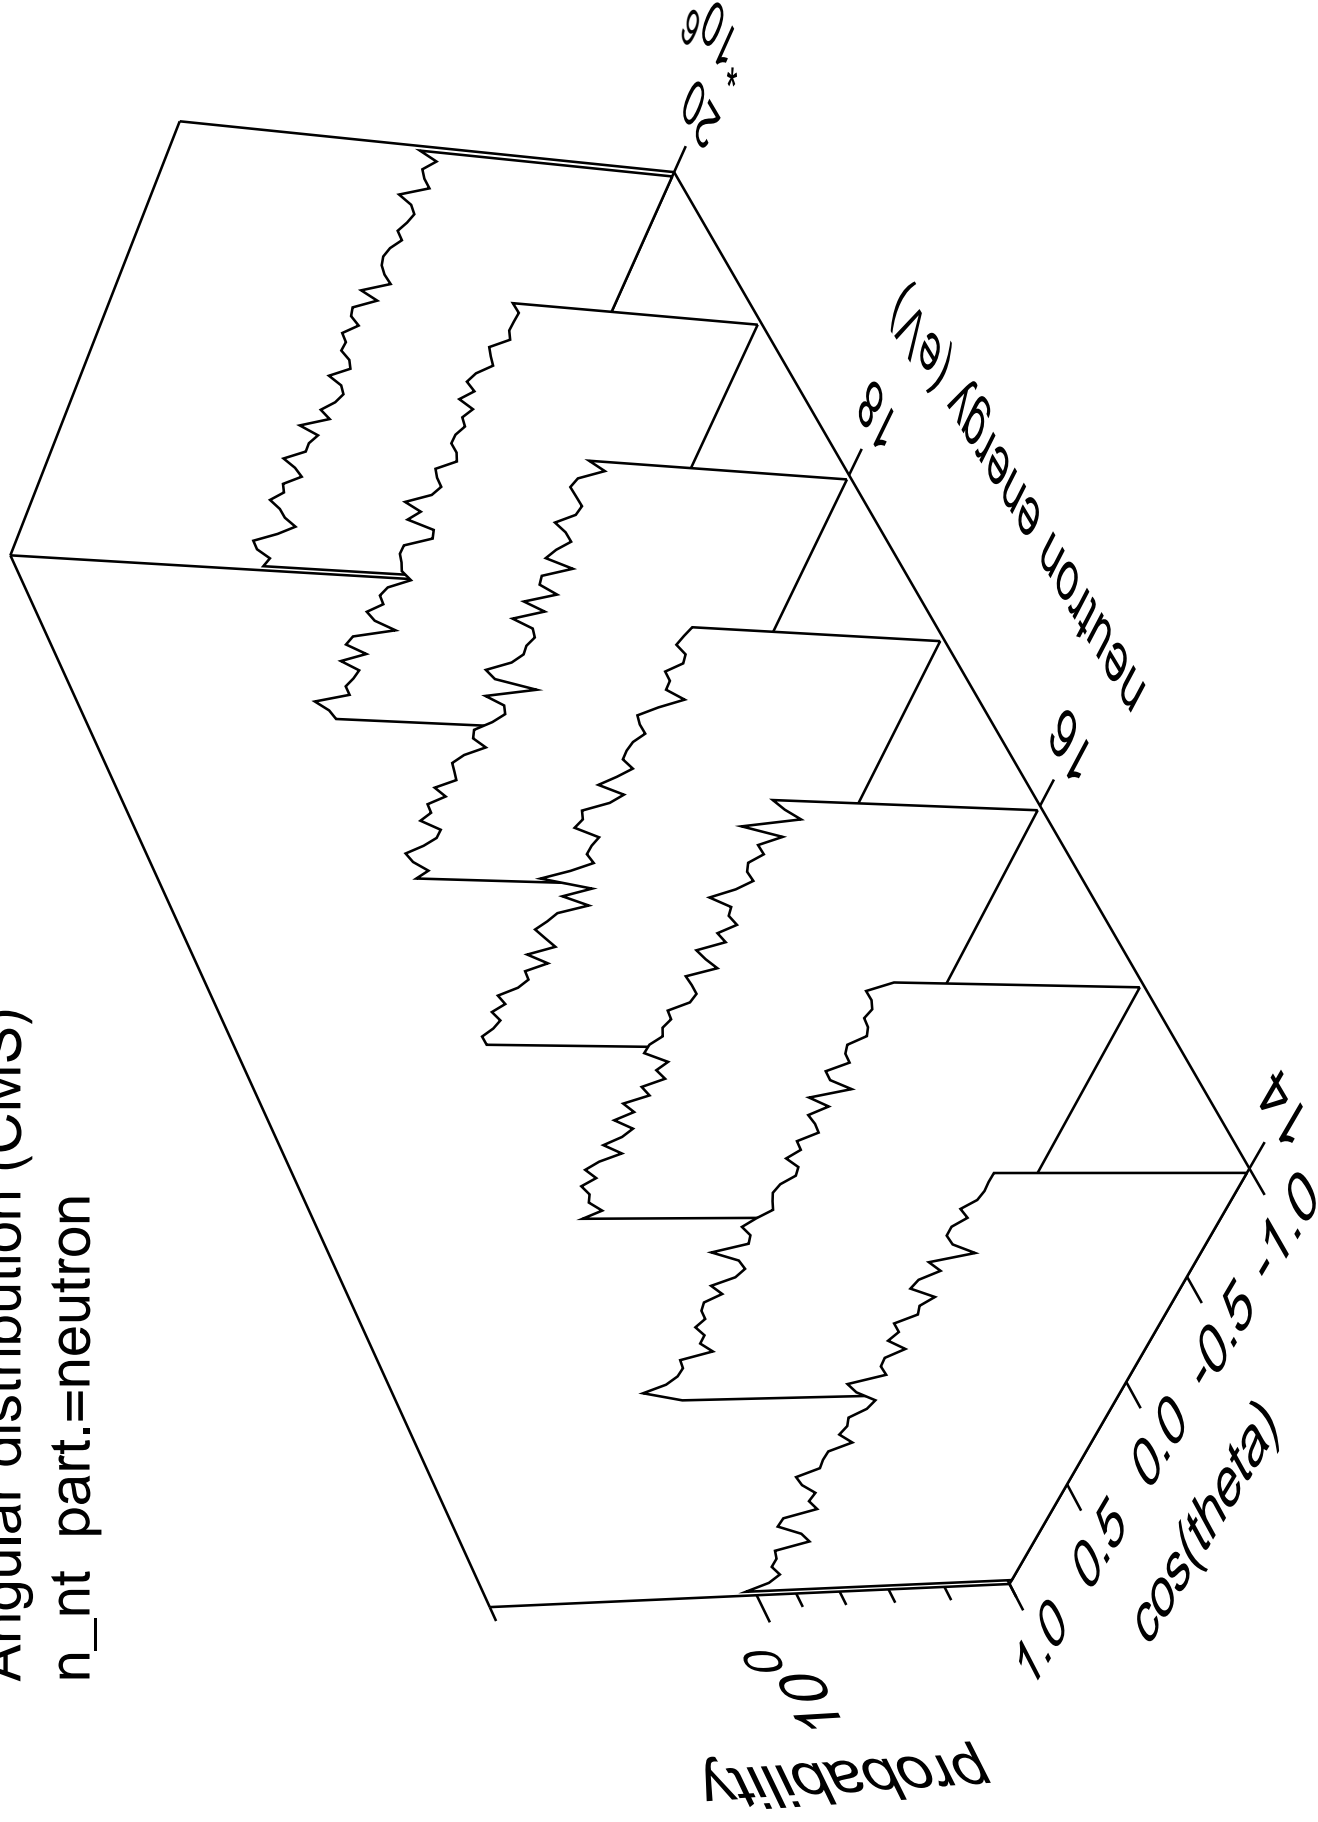 Angular distribution (CMS)
n_nt part.=neutron
probability
10 0
1.0 0.5 0.0 -0.5 -1.0
cos(theta)
14 16 18 20
* 10 6
neutron energy (eV)